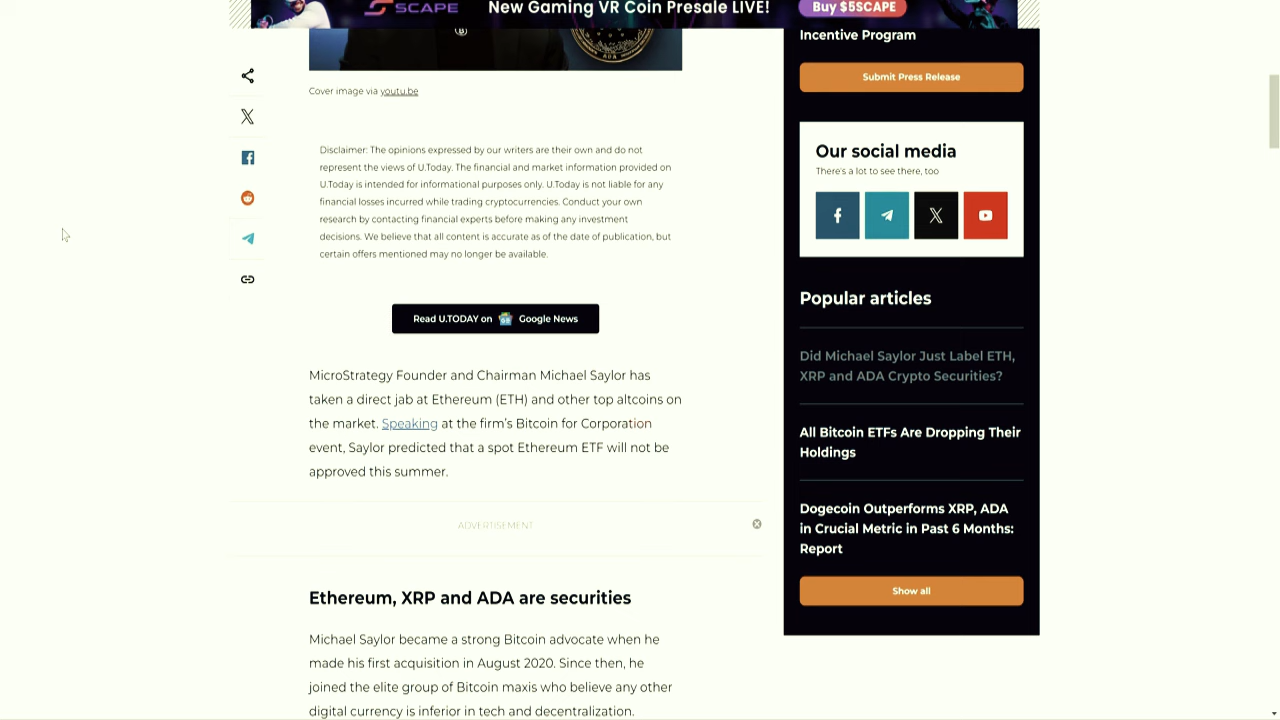 SCAPE
New Gaming VR Coin Presale LIVE!
Buy $5SCAPE
Incentive Program
Submit Press Release
Cover image via youtu.be
Disclaimer: The opinions expressed by our writers are their own and do not
represent the views of U.Today. The financial and market information provided on
U.Today is intended for informational purposes only. U.Today is not liable for any
financial losses incurred while trading cryptocurrencies. Conduct your own
research by contacting financial experts before making any investment
decisions. We believe that all content is accurate as of the date of publication, but
certain offers mentioned may no longer be available.
Read U.TODAY on Google News
MicroStrategy Founder and Chairman Michael Saylor has
taken a direct jab at Ethereum (ETH) and other top altcoins on
the market. Speaking at the firm's Bitcoin for Corporation
event, Saylor predicted that a spot Ethereum ETF will not be
approved this summer.
ADVERTISEMENT
Ethereum, XRP and ADA are securities
Michael Saylor became a strong Bitcoin advocate when he
made his first acquisition in August 2020. Since then, he
joined the elite group of Bitcoin maxis who believe any other
digital currency is inferior in tech and decentralization.
Our social media
There's a lot to see there, too
Popular articles
Did Michael Saylor Just Label ETH,
XRP and ADA Crypto Securities?
All Bitcoin ETFs Are Dropping Their
Holdings
Dogecoin Outperforms XRP, ADA
in Crucial Metric in Past 6 Months:
Report
Show all